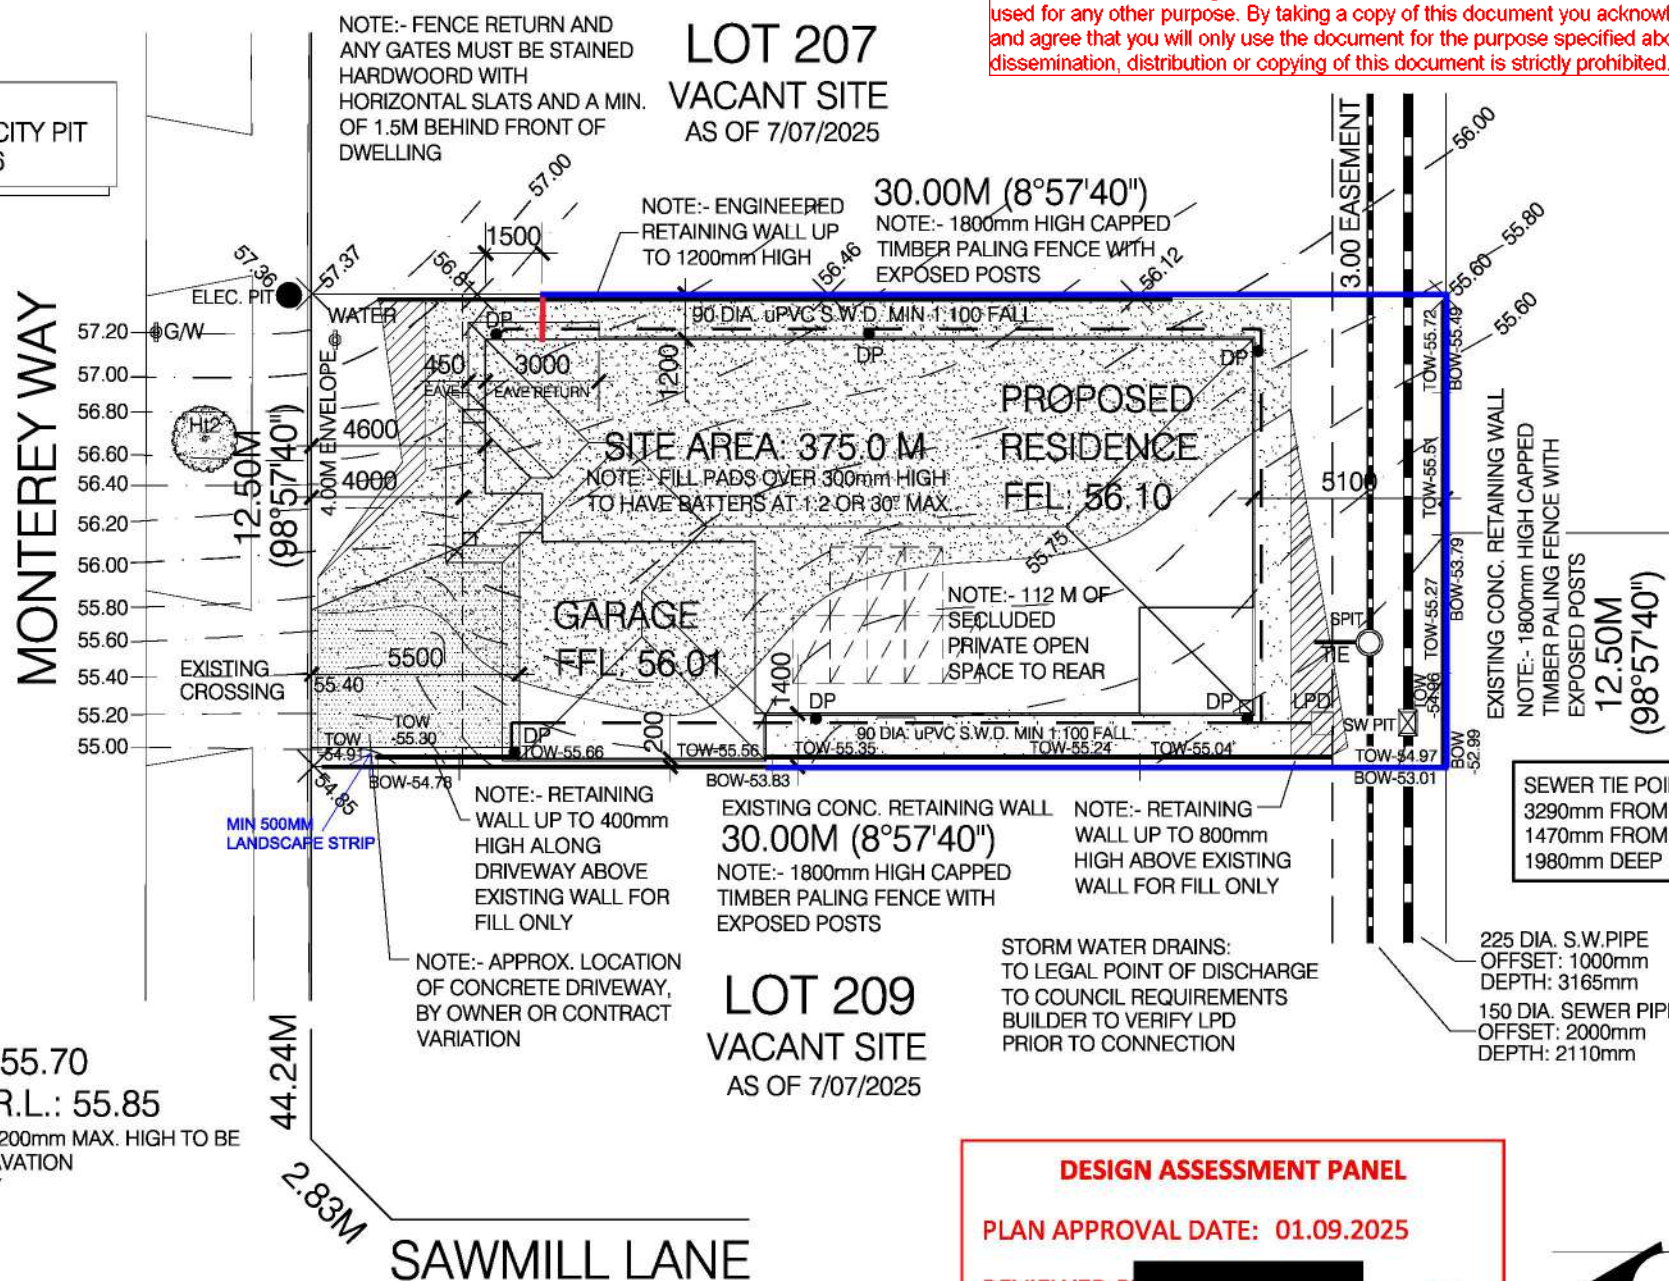 used for any other purpose. By taking a copy of this document you acknowl
and agree that you will only use the document for the purpose specified abo
dissemination, distribution or copying of this document is strictly prohibited.
NOTE:- FENCE RETURN AND
ANY GATES MUST BE STAINED
HARDWOORD WITH
HORIZONTAL SLATS AND A MIN.
OF 1.5M BEHIND FRONT OF
DWELLING
LOT 207
VACANT SITE
AS OF 7/07/2025
CITY PIT
6
57.00
1500
NOTE:- ENGINEERED
RETAINING WALL UP
TO 1200mm HIGH
30.00M (8°57'40")
NOTE:- 1800mm HIGH CAPPED
TIMBER PALING FENCE WITH
EXPOSED POSTS
3.00 EASEMENT
56.00
55.80
55.60
55.60
57.36
57.37
56.81
56.46
56.12
ELEC. PIT
WATER
G/W
MONTEREY WAY
57.20
57.00
56.80
56.60
56.40
56.20
56.00
55.80
55.60
55.40
55.20
55.00
Ht2
12.50M
(98°57'40")
4.00M ENVELOPE
DP
90 DIA. uPVC S.W.D. MIN 1:100 FALL
DP
DP
450
EAVE
3000
EAVE RETURN
1200
4600
4000
SITE AREA 375.0 M
NOTE:- FILL PADS OVER 300mm HIGH
TO HAVE BATTERS AT 1:2 OR 30° MAX.
PROPOSED
RESIDENCE
FFL: 56.10
5100
TOW-55.72
BOW-55.49
TOW-55.51
TOW-55.27
BOW-53.79
TOW
-54.96
BOW
-52.99
EXISTING CONC. RETAINING WALL
NOTE:- 1800mm HIGH CAPPED
TIMBER PALING FENCE WITH
EXPOSED POSTS
12.50M
(98°57'40")
55.75
GARAGE
FFL 56.01
NOTE:- 112 M OF
SECLUDED
PRIVATE OPEN
SPACE TO REAR
SPIT
TIE
EXISTING
CROSSING
5500
55.40
1400
200
DP
DP
LPD
SW PIT
TOW
-54.91
TOW
-55.30
DP
TOW-55.66
TOW-55.56
90 DIA. uPVC S.W.D. MIN 1:100 FALL
TOW-55.35
TOW-55.24
TOW-55.04
TOW-54.97
BOW-53.01
54.85
BOW-54.78
BOW-53.83
MIN 500MM
LANDSCAPE STRIP
NOTE:- RETAINING
WALL UP TO 400mm
HIGH ALONG
DRIVEWAY ABOVE
EXISTING WALL FOR
FILL ONLY
EXISTING CONC. RETAINING WALL
30.00M (8°57'40")
NOTE:- 1800mm HIGH CAPPED
TIMBER PALING FENCE WITH
EXPOSED POSTS
NOTE:- RETAINING
WALL UP TO 800mm
HIGH ABOVE EXISTING
WALL FOR FILL ONLY
SEWER TIE POI
3290mm FROM
1470mm FROM
1980mm DEEP
NOTE:- APPROX. LOCATION
OF CONCRETE DRIVEWAY,
BY OWNER OR CONTRACT
VARIATION
LOT 209
VACANT SITE
AS OF 7/07/2025
STORM WATER DRAINS:
TO LEGAL POINT OF DISCHARGE
TO COUNCIL REQUIREMENTS
BUILDER TO VERIFY LPD
PRIOR TO CONNECTION
225 DIA. S.W.PIPE
OFFSET: 1000mm
DEPTH: 3165mm
150 DIA. SEWER PIPE
OFFSET: 2000mm
DEPTH: 2110mm
55.70
R.L.: 55.85
200mm MAX. HIGH TO BE
AVATION
44.24M
2.83M
SAWMILL LANE
DESIGN ASSESSMENT PANEL
PLAN APPROVAL DATE: 01.09.2025